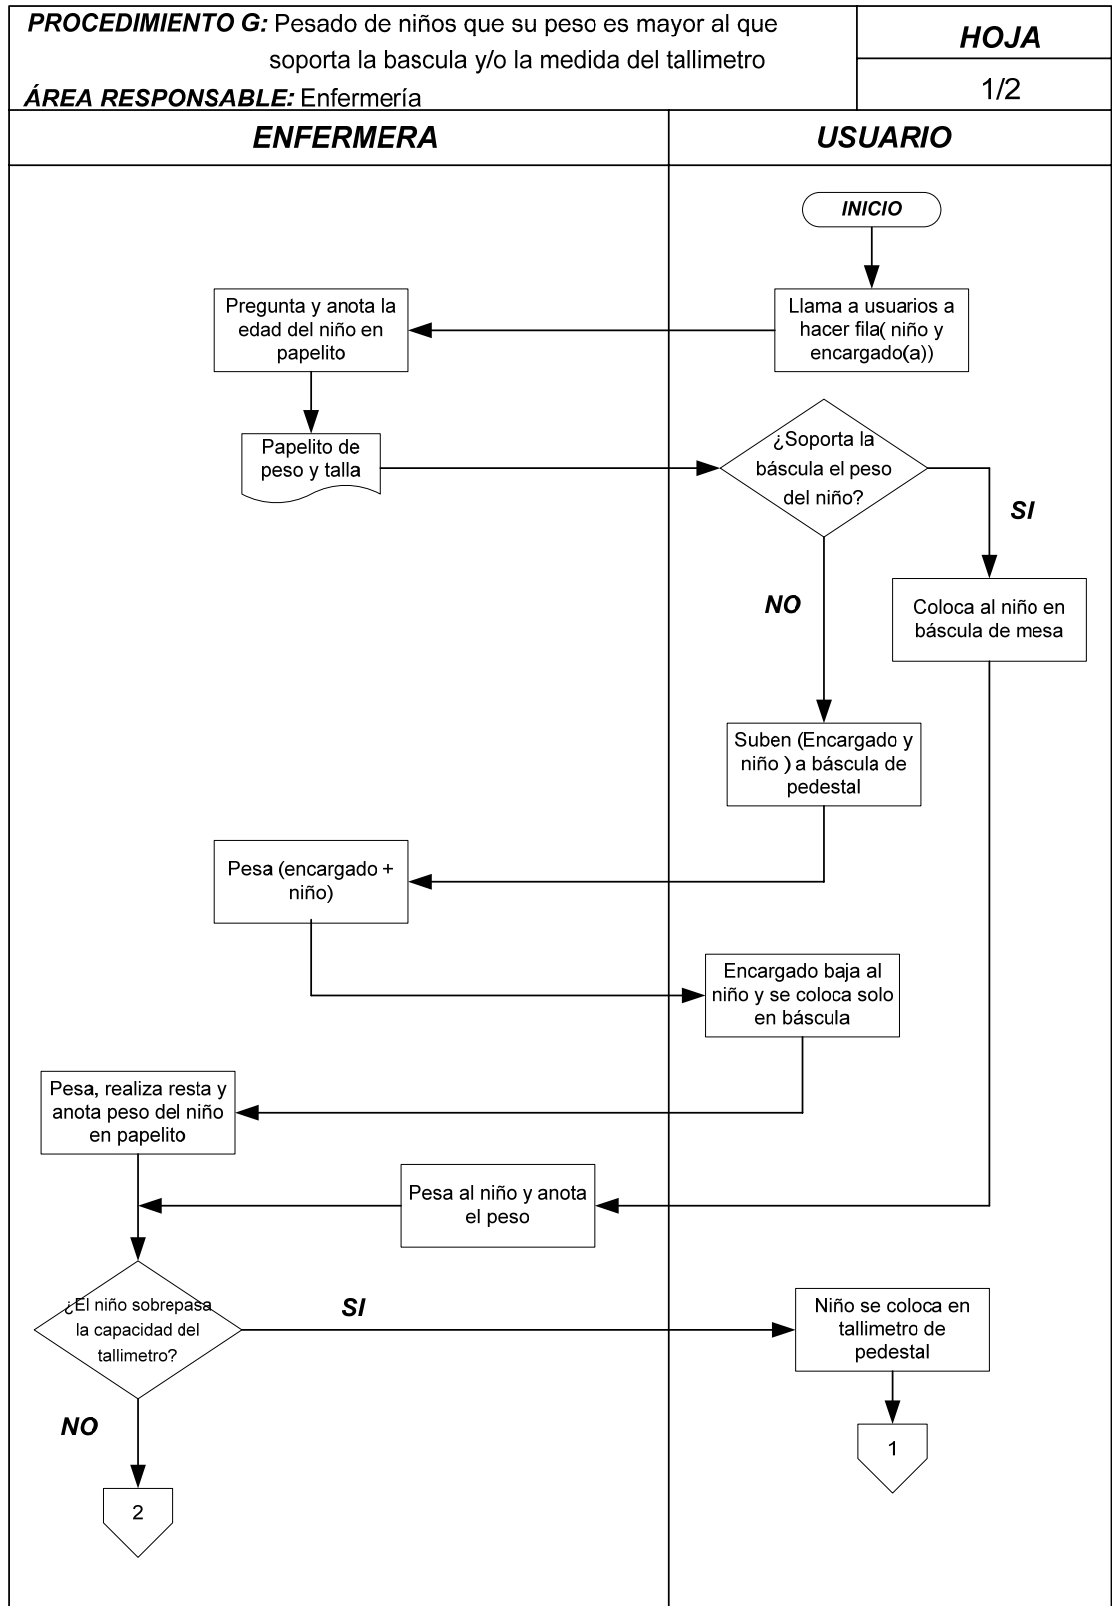 PROCEDIMIENTO G: Pesado de niños que su peso es mayor al que
soporta la bascula y/o la medida del tallimetro
ÁREA RESPONSABLE: Enfermería
HOJA
1/2
ENFERMERA
USUARIO
INICIO
Llama a usuarios a
hacer fila( niño y
encargado(a))
Pregunta y anota la
edad del niño en
papelito
Papelito de
peso y talla
¿Soporta la
báscula el peso
del niño?
SI
NO
Coloca al niño en
báscula de mesa
Suben (Encargado y
niño ) a báscula de
pedestal
Pesa (encargado +
niño)
Encargado baja al
niño y se coloca solo
en báscula
Pesa, realiza resta y
anota peso del niño
en papelito
Pesa al niño y anota
el peso
¿El niño sobrepasa
la capacidad del
tallimetro?
SI
NO
Niño se coloca en
tallimetro de
pedestal
1
2